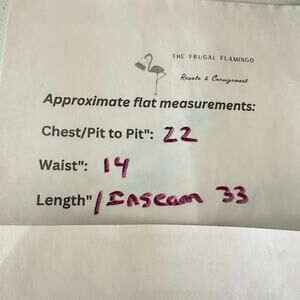 THE FRUGAL FLAMINGO
Resale & Consignment
Approximate flat measurements:
Chest/Pit to Pit": 22
Waist": 14
Length" / Inseam 33